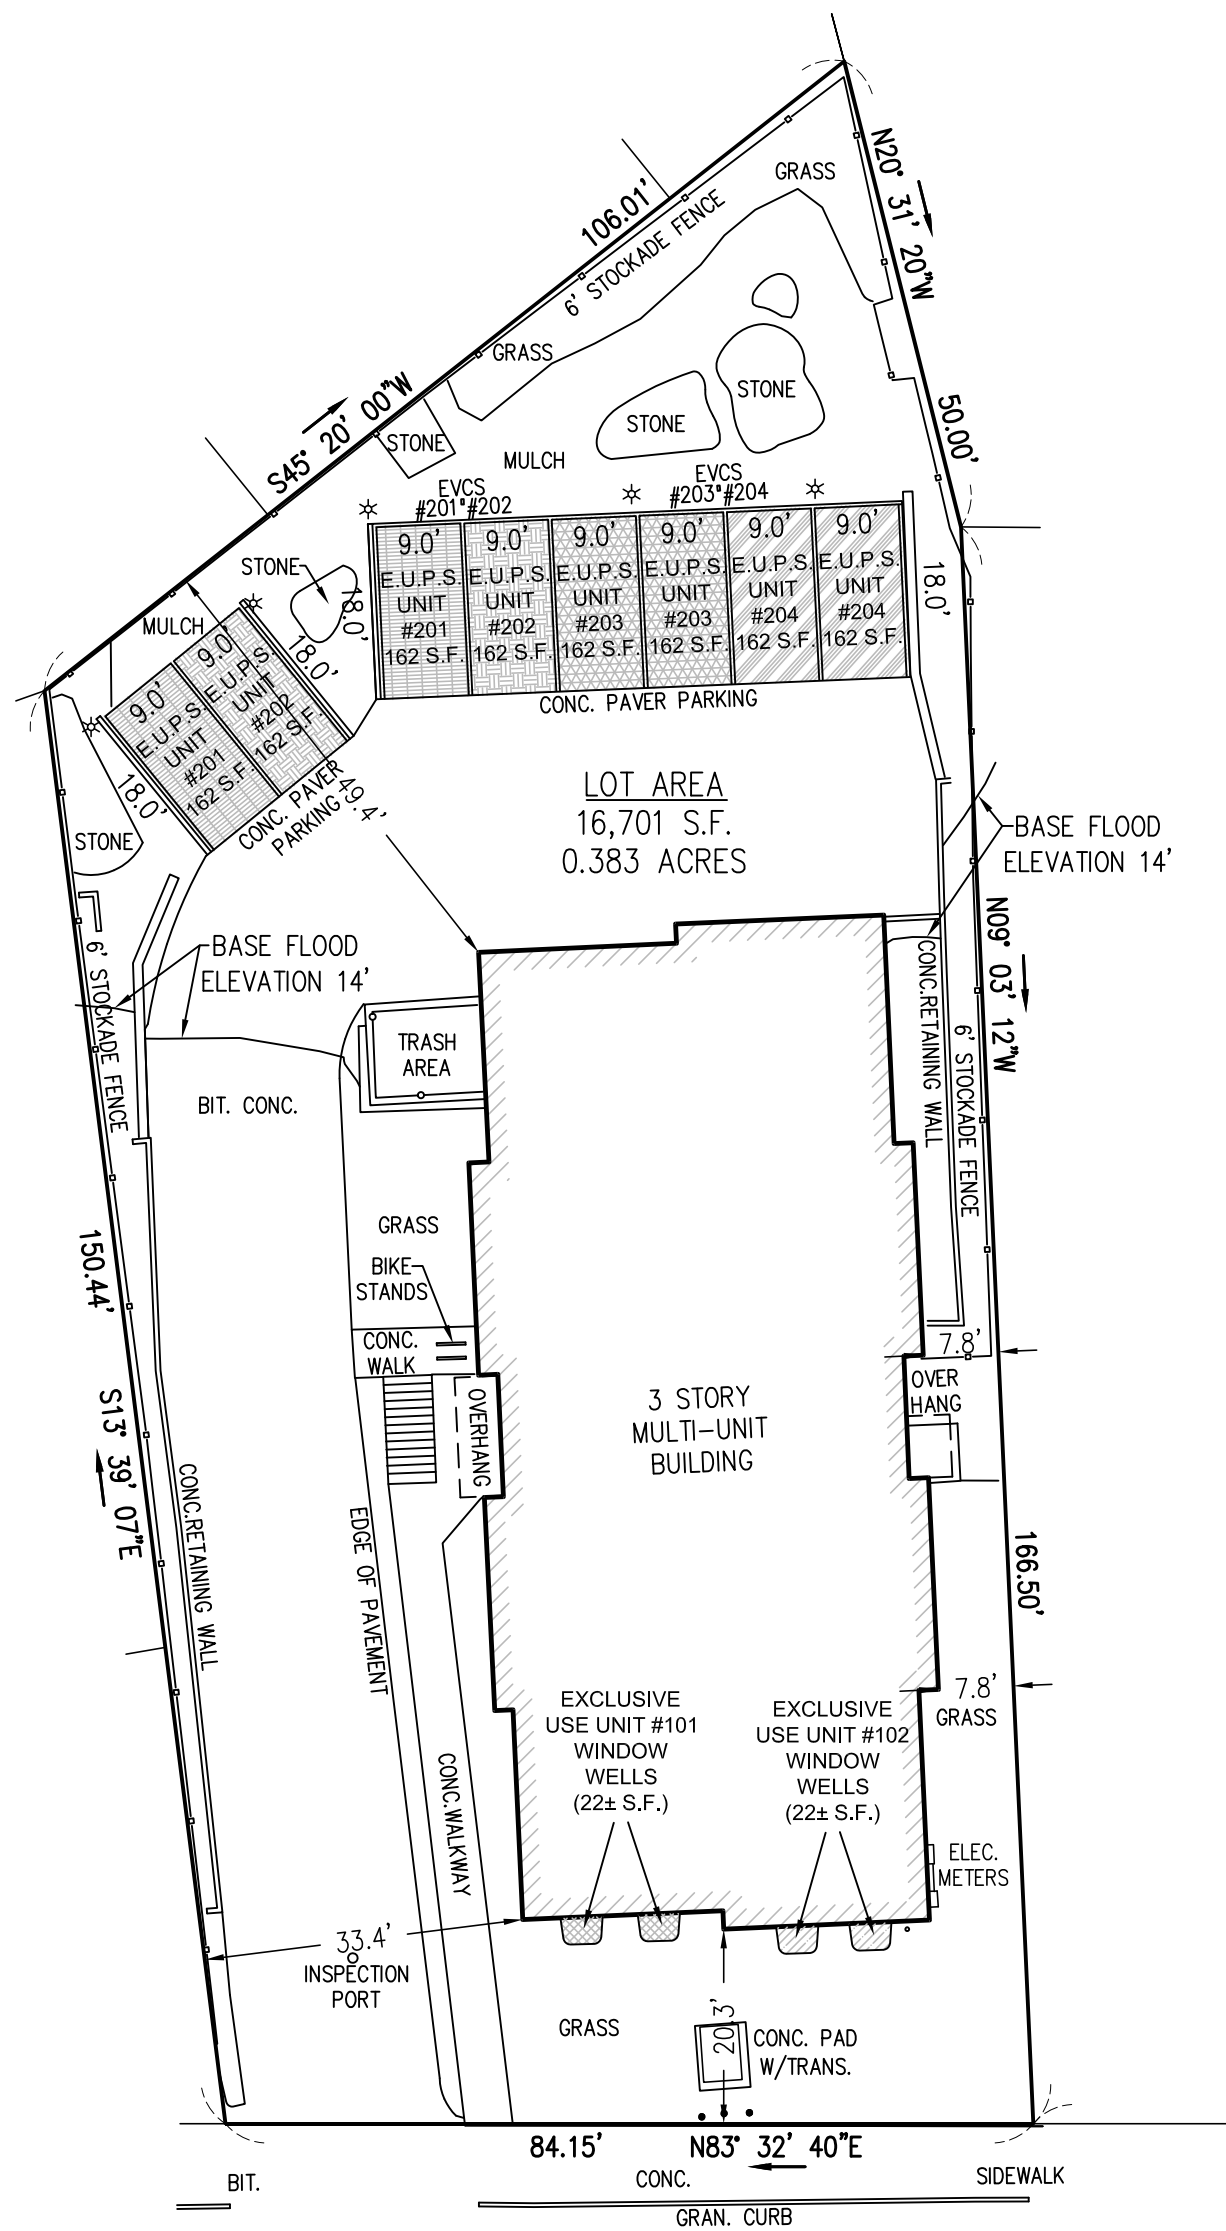 N20° 31' 20"W
GRASS
106.01'
6' STOCKADE FENCE
GRASS
STONE
50.00'
S45° 20' 00"W
STONE
STONE
MULCH
EVCS
#201 #202
EVCS
#203 #204
9.0'
E.U.P.S.
UNIT
#201
162 S.F.
9.0'
E.U.P.S.
UNIT
#202
162 S.F.
9.0'
E.U.P.S.
UNIT
#203
162 S.F.
9.0'
E.U.P.S.
UNIT
#203
162 S.F.
9.0'
E.U.P.S.
UNIT
#204
162 S.F.
9.0'
E.U.P.S.
UNIT
#204
162 S.F.
18.0'
18.0'
STONE
MULCH
18.0'
9.0'
E.U.P.S.
UNIT
#201
162 S.F.
9.0'
E.U.P.S.
UNIT
#202
162 S.F.
18.0'
CONC. PAVER PARKING
CONC. PAVER
PARKING
49.4'
STONE
LOT AREA
16,701 S.F.
0.383 ACRES
BASE FLOOD
ELEVATION 14'
BASE FLOOD
ELEVATION 14'
6' STOCKADE FENCE
N09° 03' 12"W
CONC.RETAINING WALL
6' STOCKADE FENCE
TRASH
AREA
BIT. CONC.
GRASS
BIKE
STANDS
150.44'
CONC.
WALK
OVERHANG
7.8'
OVER
HANG
3 STORY
MULTI-UNIT
BUILDING
S13° 39' 07"E
CONC.RETAINING WALL
EDGE OF PAVEMENT
166.50'
7.8'
GRASS
EXCLUSIVE
USE UNIT #101
WINDOW
WELLS
(22± S.F.)
EXCLUSIVE
USE UNIT #102
WINDOW
WELLS
(22± S.F.)
CONC.WALKWAY
ELEC.
METERS
33.4'
INSPECTION
PORT
GRASS
20.3'
CONC. PAD
W/TRANS.
84.15'
N83° 32' 40"E
BIT.
CONC.
SIDEWALK
GRAN. CURB